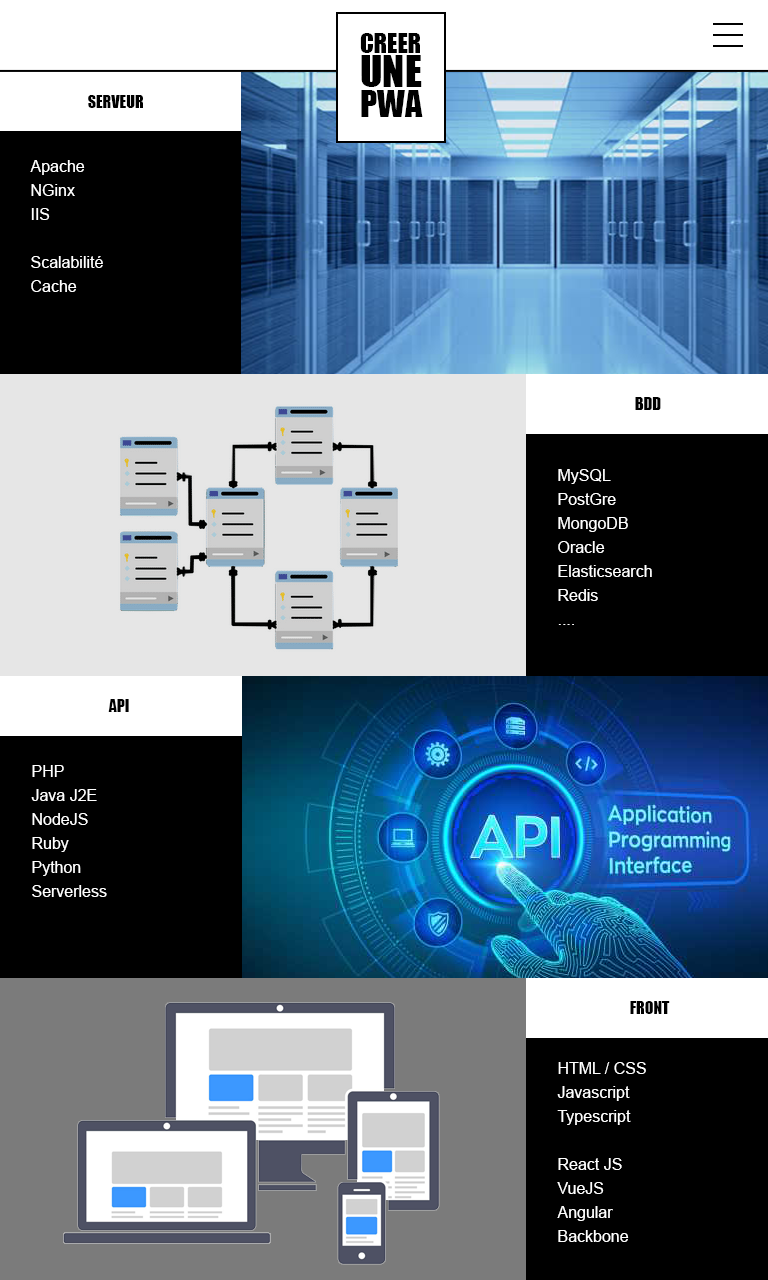 CREER
UNE
PWA
SERVEUR
Apache
NGinx
IIS
Scalabilité
Cache
BDD
MySQL
PostGre
MongoDB
Oracle
Elasticsearch
Redis
....
API
PHP
Java J2E
NodeJS
Ruby
Python
Serverless
API
Application
Programming
Interface
FRONT
HTML / CSS
Javascript
Typescript
React JS
VueJS
Angular
Backbone